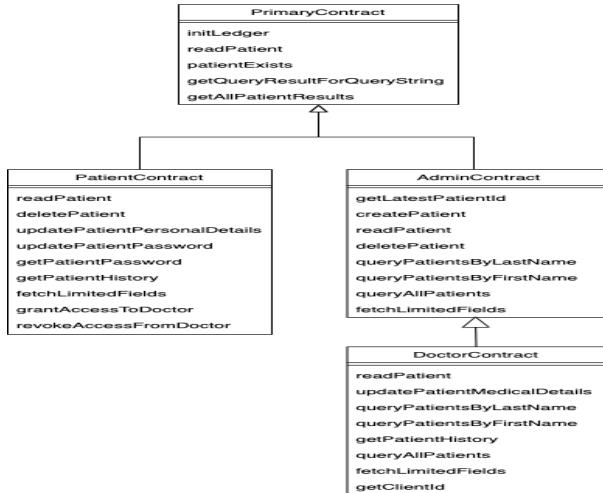 PrimaryContract
initLedger
readPatient
patientExists
getQueryResultForQueryString
getAllPatientResults
PatientContract
readPatient
deletePatient
updatePatientPersonalDetails
updatePatientPassword
getPatientPassword
getPatientHistory
fetchLimitedFields
grantAccessToDoctor
revokeAccessFromDoctor
AdminContract
getLatestPatientId
createPatient
readPatient
deletePatient
queryPatientsByLastName
queryPatientsByFirstName
queryAllPatients
fetchLimitedFields
DoctorContract
readPatient
updatePatientMedicalDetails
queryPatientsByLastName
queryPatientsByFirstName
getPatientHistory
queryAllPatients
fetchLimitedFields
getClientId